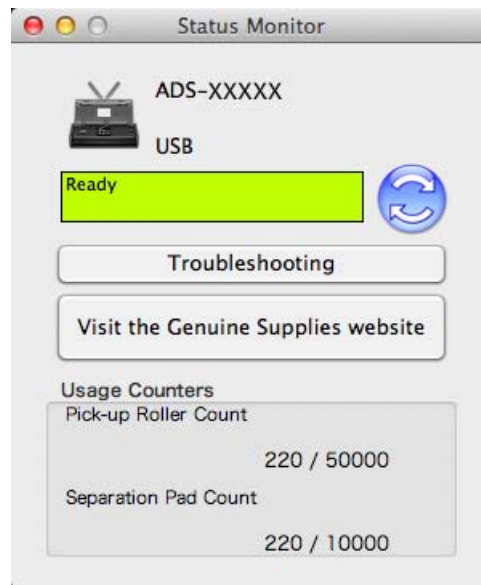 Status Monitor
ADS-XXXXX
USB
Ready
Troubleshooting
Visit the Genuine Supplies website
Usage Counters
Pick-up Roller Count
220 / 50000
Separation Pad Count
220 / 10000